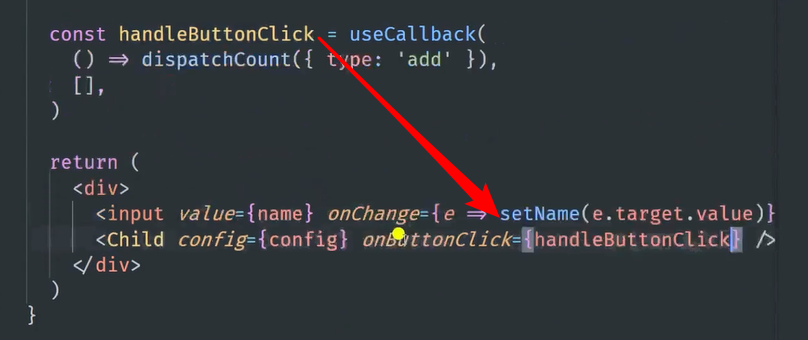 const handleButtonClick = useCallback(
() => dispatchCount({ type: 'add' }),
[],
)
return (
<div>
<input value={name} onChange={e => setName(e.target.value)}
<Child config={config} onButtonClick={handleButtonClick} />
</div>
)
}